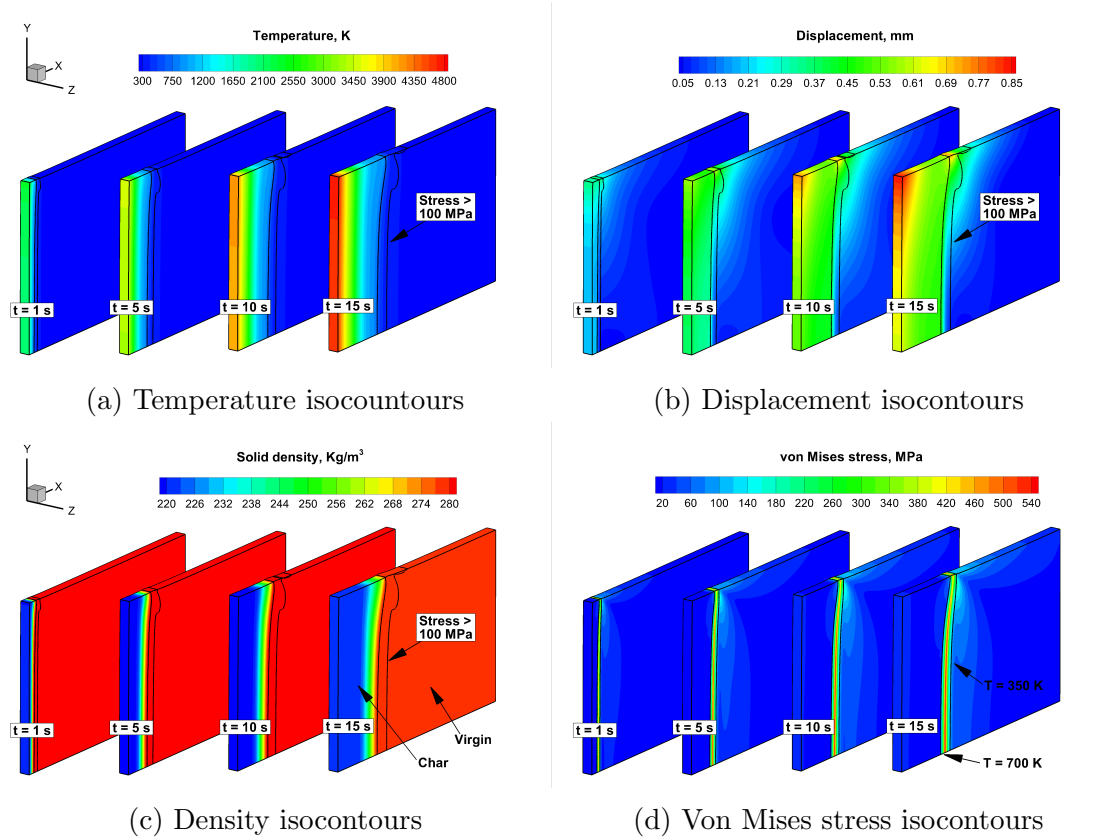 Temperature, K
300 750 1200 1650 2100 2550 3000 3450 3900 4350 4800
Y
X
Z
Stress >
100 MPa
t = 1 s
t = 5 s
t = 10 s
t = 15 s
(a) Temperature isocountours
Displacement, mm
0.05 0.13 0.21 0.29 0.37 0.45 0.53 0.61 0.69 0.77 0.85
Stress >
100 MPa
t = 1 s
t = 5 s
t = 10 s
t = 15 s
(b) Displacement isocontours
Solid density, Kg/m³
220 226 232 238 244 250 256 262 268 274 280
Y
X
Z
Stress >
100 MPa
t = 1 s
t = 5 s
t = 10 s
t = 15 s
Virgin
Char
(c) Density isocontours
von Mises stress, MPa
20 60 100 140 180 220 260 300 340 380 420 460 500 540
T = 350 K
t = 1 s
t = 5 s
t = 10 s
t = 15 s
T = 700 K
(d) Von Mises stress isocontours